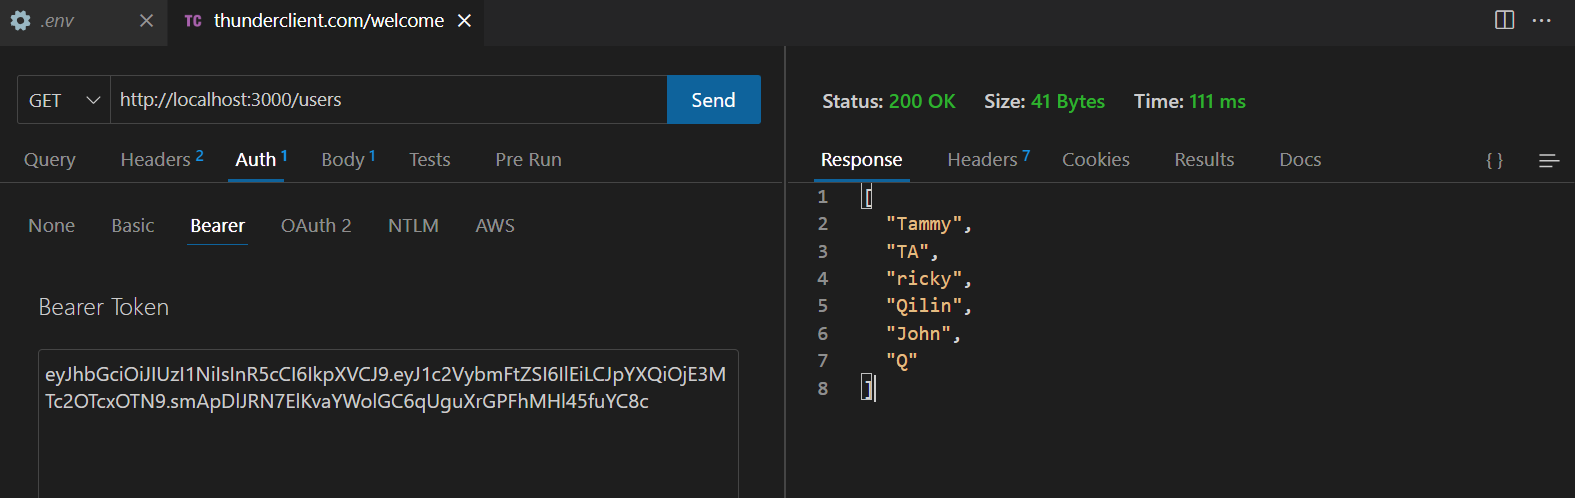 .env
TC thunderclient.com/welcome
GET http://localhost:3000/users Send
Query Headers 2 Auth 1 Body 1 Tests Pre Run
None Basic Bearer OAuth 2 NTLM AWS
Bearer Token
eyJhbGciOiJIUzI1NiIsInR5cCI6IkpXVCJ9.eyJ1c2VybmFtZSI6IlEiLCJpYXQiOjE3M
Tc2OTcxOTN9.smApDlJRN7ElKvaYWolGC6qUguXrGPFhMHl45fuYC8c
Status: 200 OK Size: 41 Bytes Time: 111 ms
Response Headers 7 Cookies Results Docs { }
1 [
2 "Tammy",
3 "TA",
4 "ricky",
5 "Qilin",
6 "John",
7 "Q"
8 ]